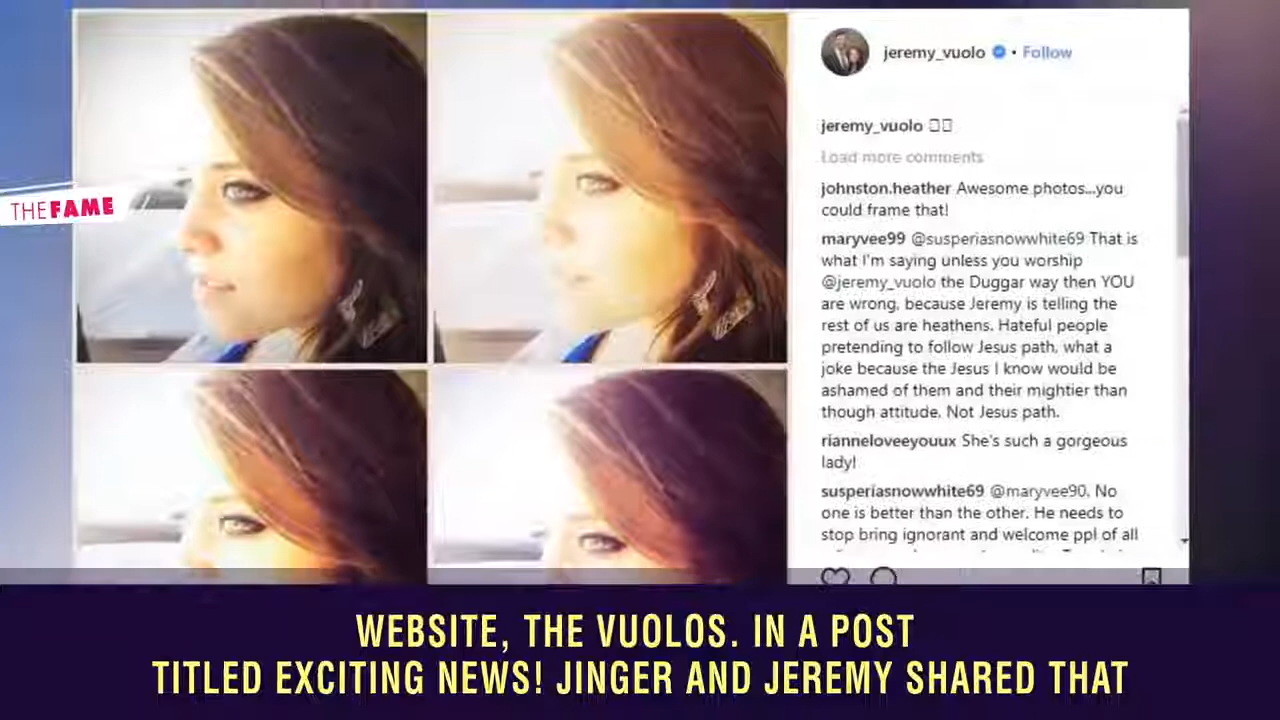 jeremy_vuolo • Follow
jeremy_vuolo
Load more comments
johnston.heather Awesome photos...you
could frame that!
maryvee99 @susperiasnowwhite69 That is
what I'm saying unless you worship
@jeremy_vuolo the Duggar way then YOU
are wrong, because Jeremy is telling the
rest of us are heathens. Hateful people
pretending to follow Jesus path, what a
joke because the Jesus I know would be
ashamed of them and their mightier than
though attitude. Not Jesus path.
rianneloveeyouux She's such a gorgeous
lady!
susperiasnowwhite69 @maryvee90. No
one is better than the other. He needs to
stop bring ignorant and welcome ppl of all
THEFAME
WEBSITE, THE VUOLOS. IN A POST
TITLED EXCITING NEWS! JINGER AND JEREMY SHARED THAT